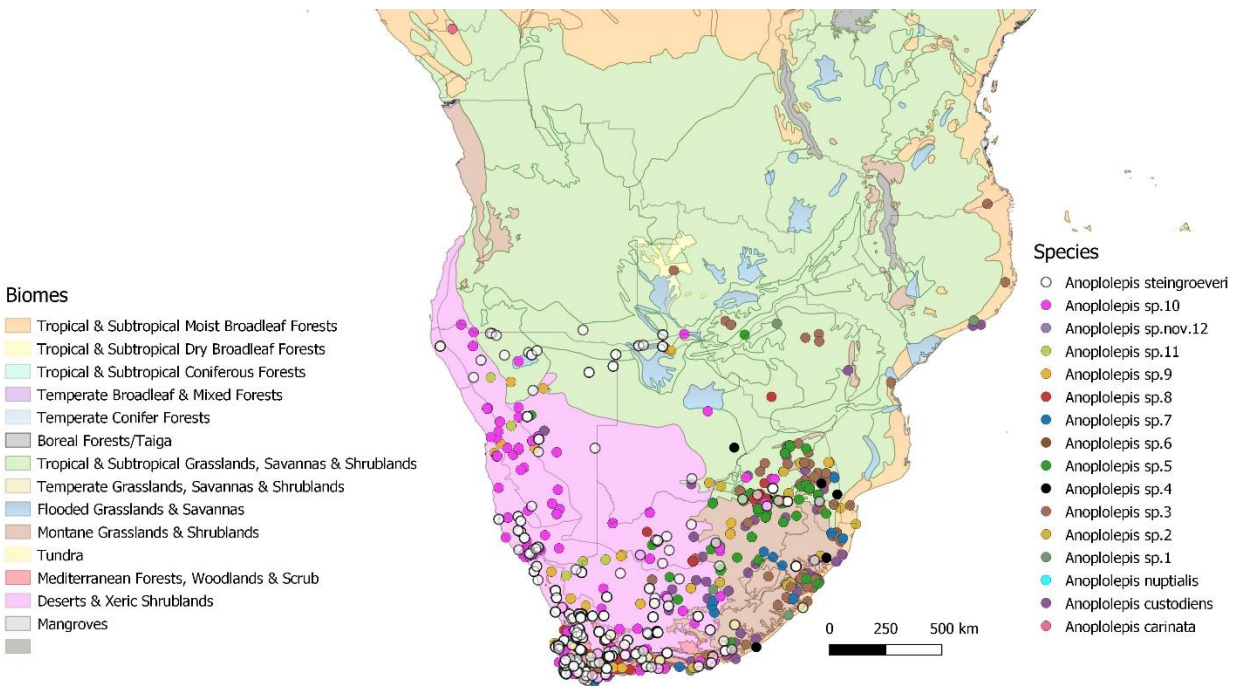 Biomes
Tropical & Subtropical Moist Broadleaf Forests
Tropical & Subtropical Dry Broadleaf Forests
Tropical & Subtropical Coniferous Forests
Temperate Broadleaf & Mixed Forests
Temperate Conifer Forests
Boreal Forests/Taiga
Tropical & Subtropical Grasslands, Savannas & Shrublands
Temperate Grasslands, Savannas & Shrublands
Flooded Grasslands & Savannas
Montane Grasslands & Shrublands
Tundra
Mediterranean Forests, Woodlands & Scrub
Deserts & Xeric Shrublands
Mangroves
Species
Anoplolepis steingroeveri
Anoplolepis sp.10
Anoplolepis sp.nov.12
Anoplolepis sp.11
Anoplolepis sp.9
Anoplolepis sp.8
Anoplolepis sp.7
Anoplolepis sp.6
Anoplolepis sp.5
Anoplolepis sp.4
Anoplolepis sp.3
Anoplolepis sp.2
Anoplolepis sp.1
Anoplolepis nuptialis
Anoplolepis custodiens
Anoplolepis carinata
0 250 500 km